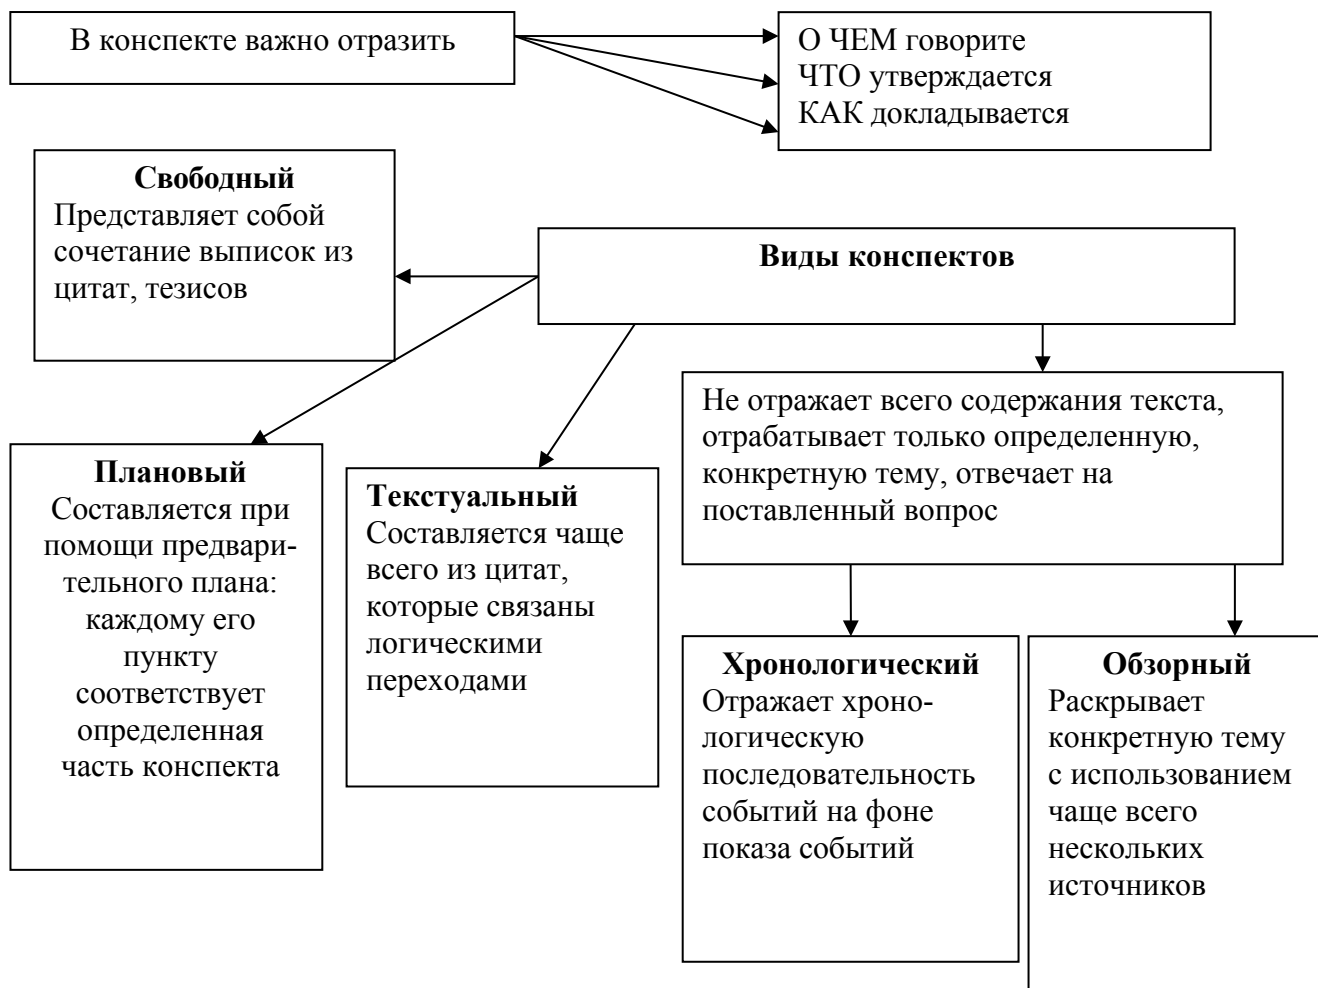 В конспекте важно отразить
О ЧЕМ говорите
ЧТО утверждается
КАК докладывается
Свободный
Представляет собой
сочетание выписок из
цитат, тезисов
Виды конспектов
Не отражает всего содержания текста,
отрабатывает только определенную,
конкретную тему, отвечает на
поставленный вопрос
Плановый
Составляется при
помощи предвари-
тельного плана:
каждому его
пункту
соответствует
определенная
часть конспекта
Текстуальный
Составляется чаще
всего из цитат,
которые связаны
логическими
переходами
Хронологический
Отражает хроно-
логическую
последовательность
событий на фоне
показа событий
Обзорный
Раскрывает
конкретную тему
с использованием
чаще всего
нескольких
источников